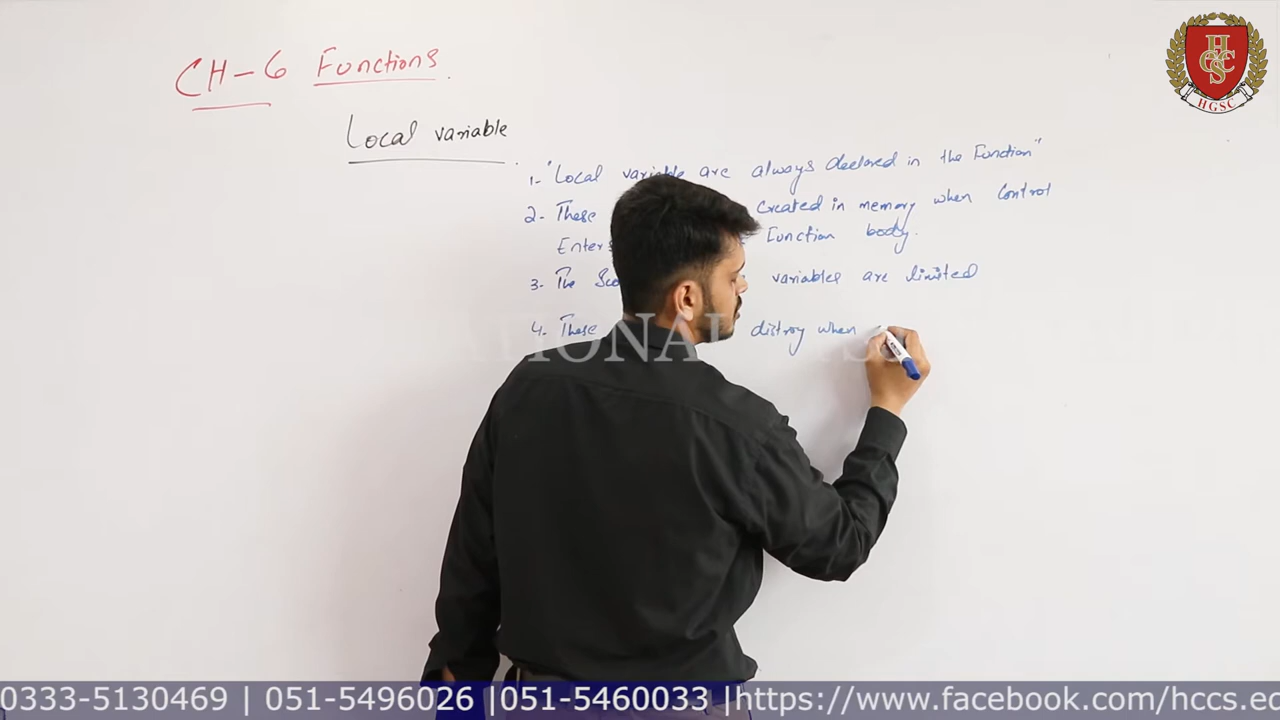 CH-6 Functions.
Local variable.
1- "Local variable are always declared in the Function"
2- These created in memory when control
Enters Function body.
3- The variables are limited
4- These distroy when
HGSC
0333-5130469 | 051-5496026 |051-5460033 |https://www.facebook.com/hccs.ec